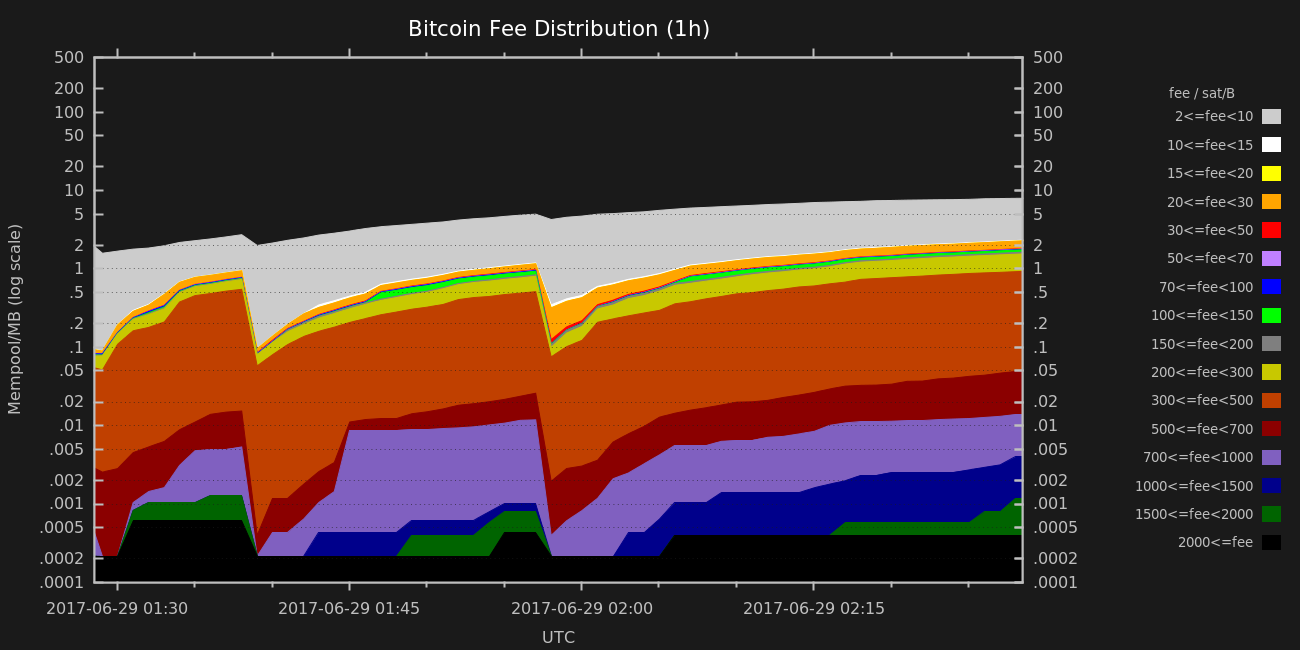 Bitcoin Fee Distribution (1h)
500
200
100
50
20
10
5
2
1
.5
.2
.1
.05
.02
.01
.005
.002
.001
.0005
.0002
.0001
Mempool/MB (log scale)
500
200
100
50
20
10
5
2
1
.5
.2
.1
.05
.02
.01
.005
.002
.001
.0005
.0002
.0001
2017-06-29 01:30
2017-06-29 01:45
2017-06-29 02:00
2017-06-29 02:15
UTC
fee / sat/B
2<=fee<10
10<=fee<15
15<=fee<20
20<=fee<30
30<=fee<50
50<=fee<70
70<=fee<100
100<=fee<150
150<=fee<200
200<=fee<300
300<=fee<500
500<=fee<700
700<=fee<1000
1000<=fee<1500
1500<=fee<2000
2000<=fee